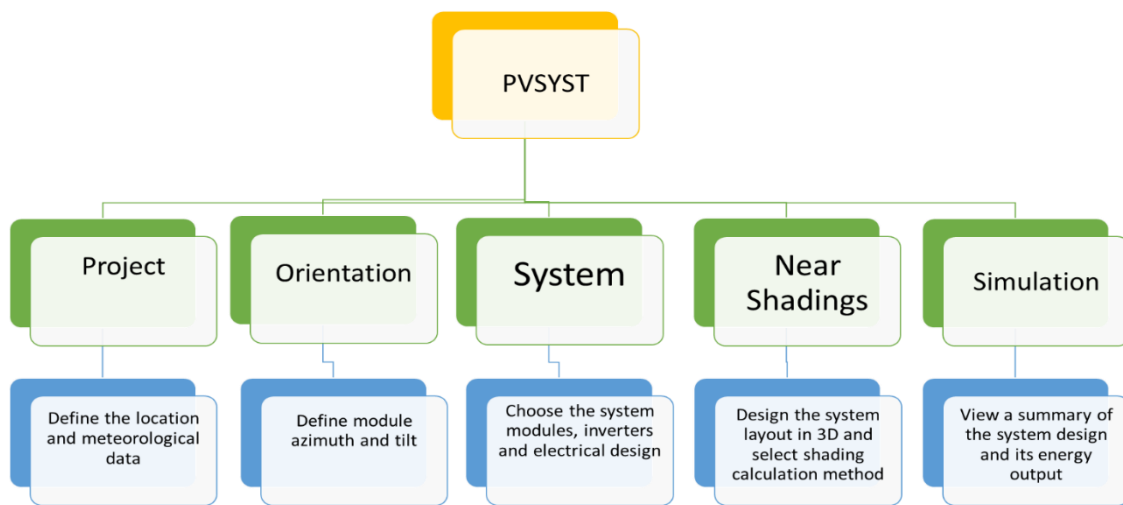 PVSYST
Project
Orientation
System
Near
Shadings
Simulation
Define the location
and meteorological
data
Define module
azimuth and tilt
Choose the system
modules, inverters
and electrical design
Design the system
layout in 3D and
select shading
calculation method
View a summary of
the system design
and its energy
output